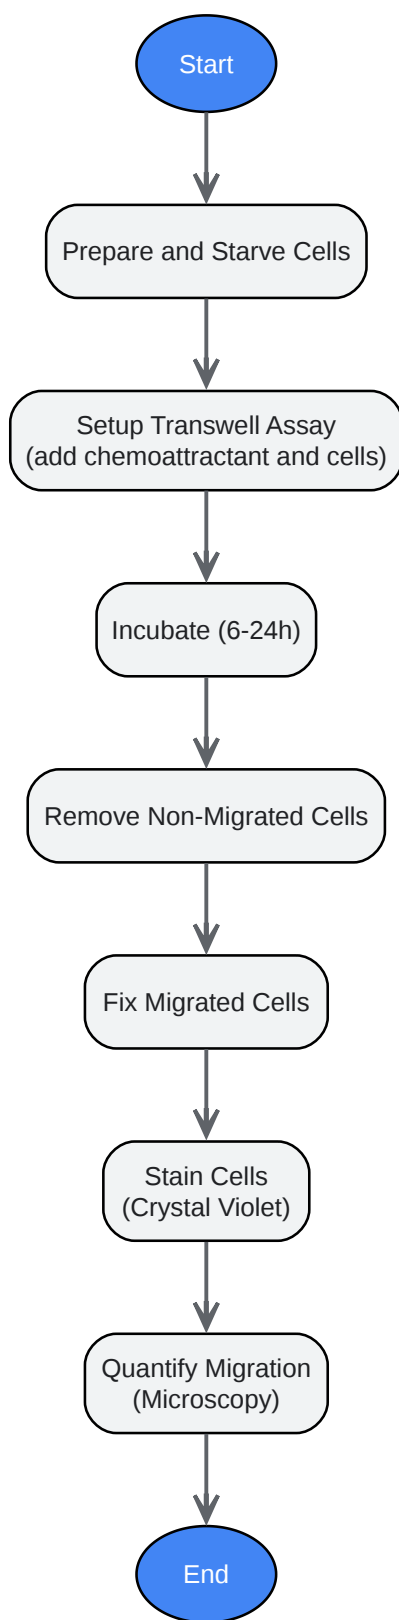 Start
Prepare and Starve Cells
Setup Transwell Assay
(add chemoattractant and cells)
Incubate (6-24h)
Remove Non-Migrated Cells
Fix Migrated Cells
Stain Cells
(Crystal Violet)
Quantify Migration
(Microscopy)
End